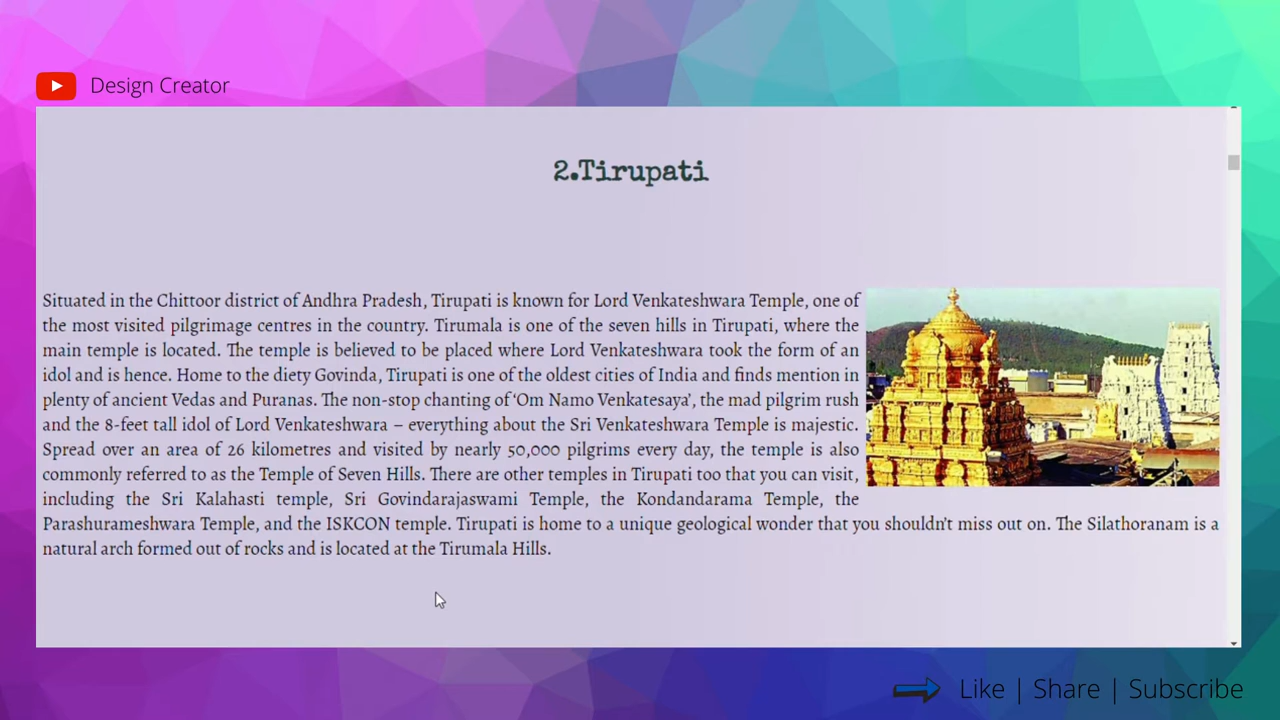 Design Creator
2.Tirupati
Situated in the Chittoor district of Andhra Pradesh, Tirupati is known for Lord Venkateshwara Temple, one of
the most visited pilgrimage centres in the country. Tirumala is one of the seven hills in Tirupati, where the
main temple is located. The temple is believed to be placed where Lord Venkateshwara took the form of an
idol and is hence. Home to the diety Govinda, Tirupati is one of the oldest cities of India and finds mention in
plenty of ancient Vedas and Puranas. The non-stop chanting of ‘Om Namo Venkatesaya’, the mad pilgrim rush
and the 8-feet tall idol of Lord Venkateshwara – everything about the Sri Venkateshwara Temple is majestic.
Spread over an area of 26 kilometres and visited by nearly 50,000 pilgrims every day, the temple is also
commonly referred to as the Temple of Seven Hills. There are other temples in Tirupati too that you can visit,
including the Sri Kalahasti temple, Sri Govindarajaswami Temple, the Kondandarama Temple, the
Parashurameshwara Temple, and the ISKCON temple. Tirupati is home to a unique geological wonder that you shouldn’t miss out on. The Silathoranam is a
natural arch formed out of rocks and is located at the Tirumala Hills.
Like | Share | Subscribe